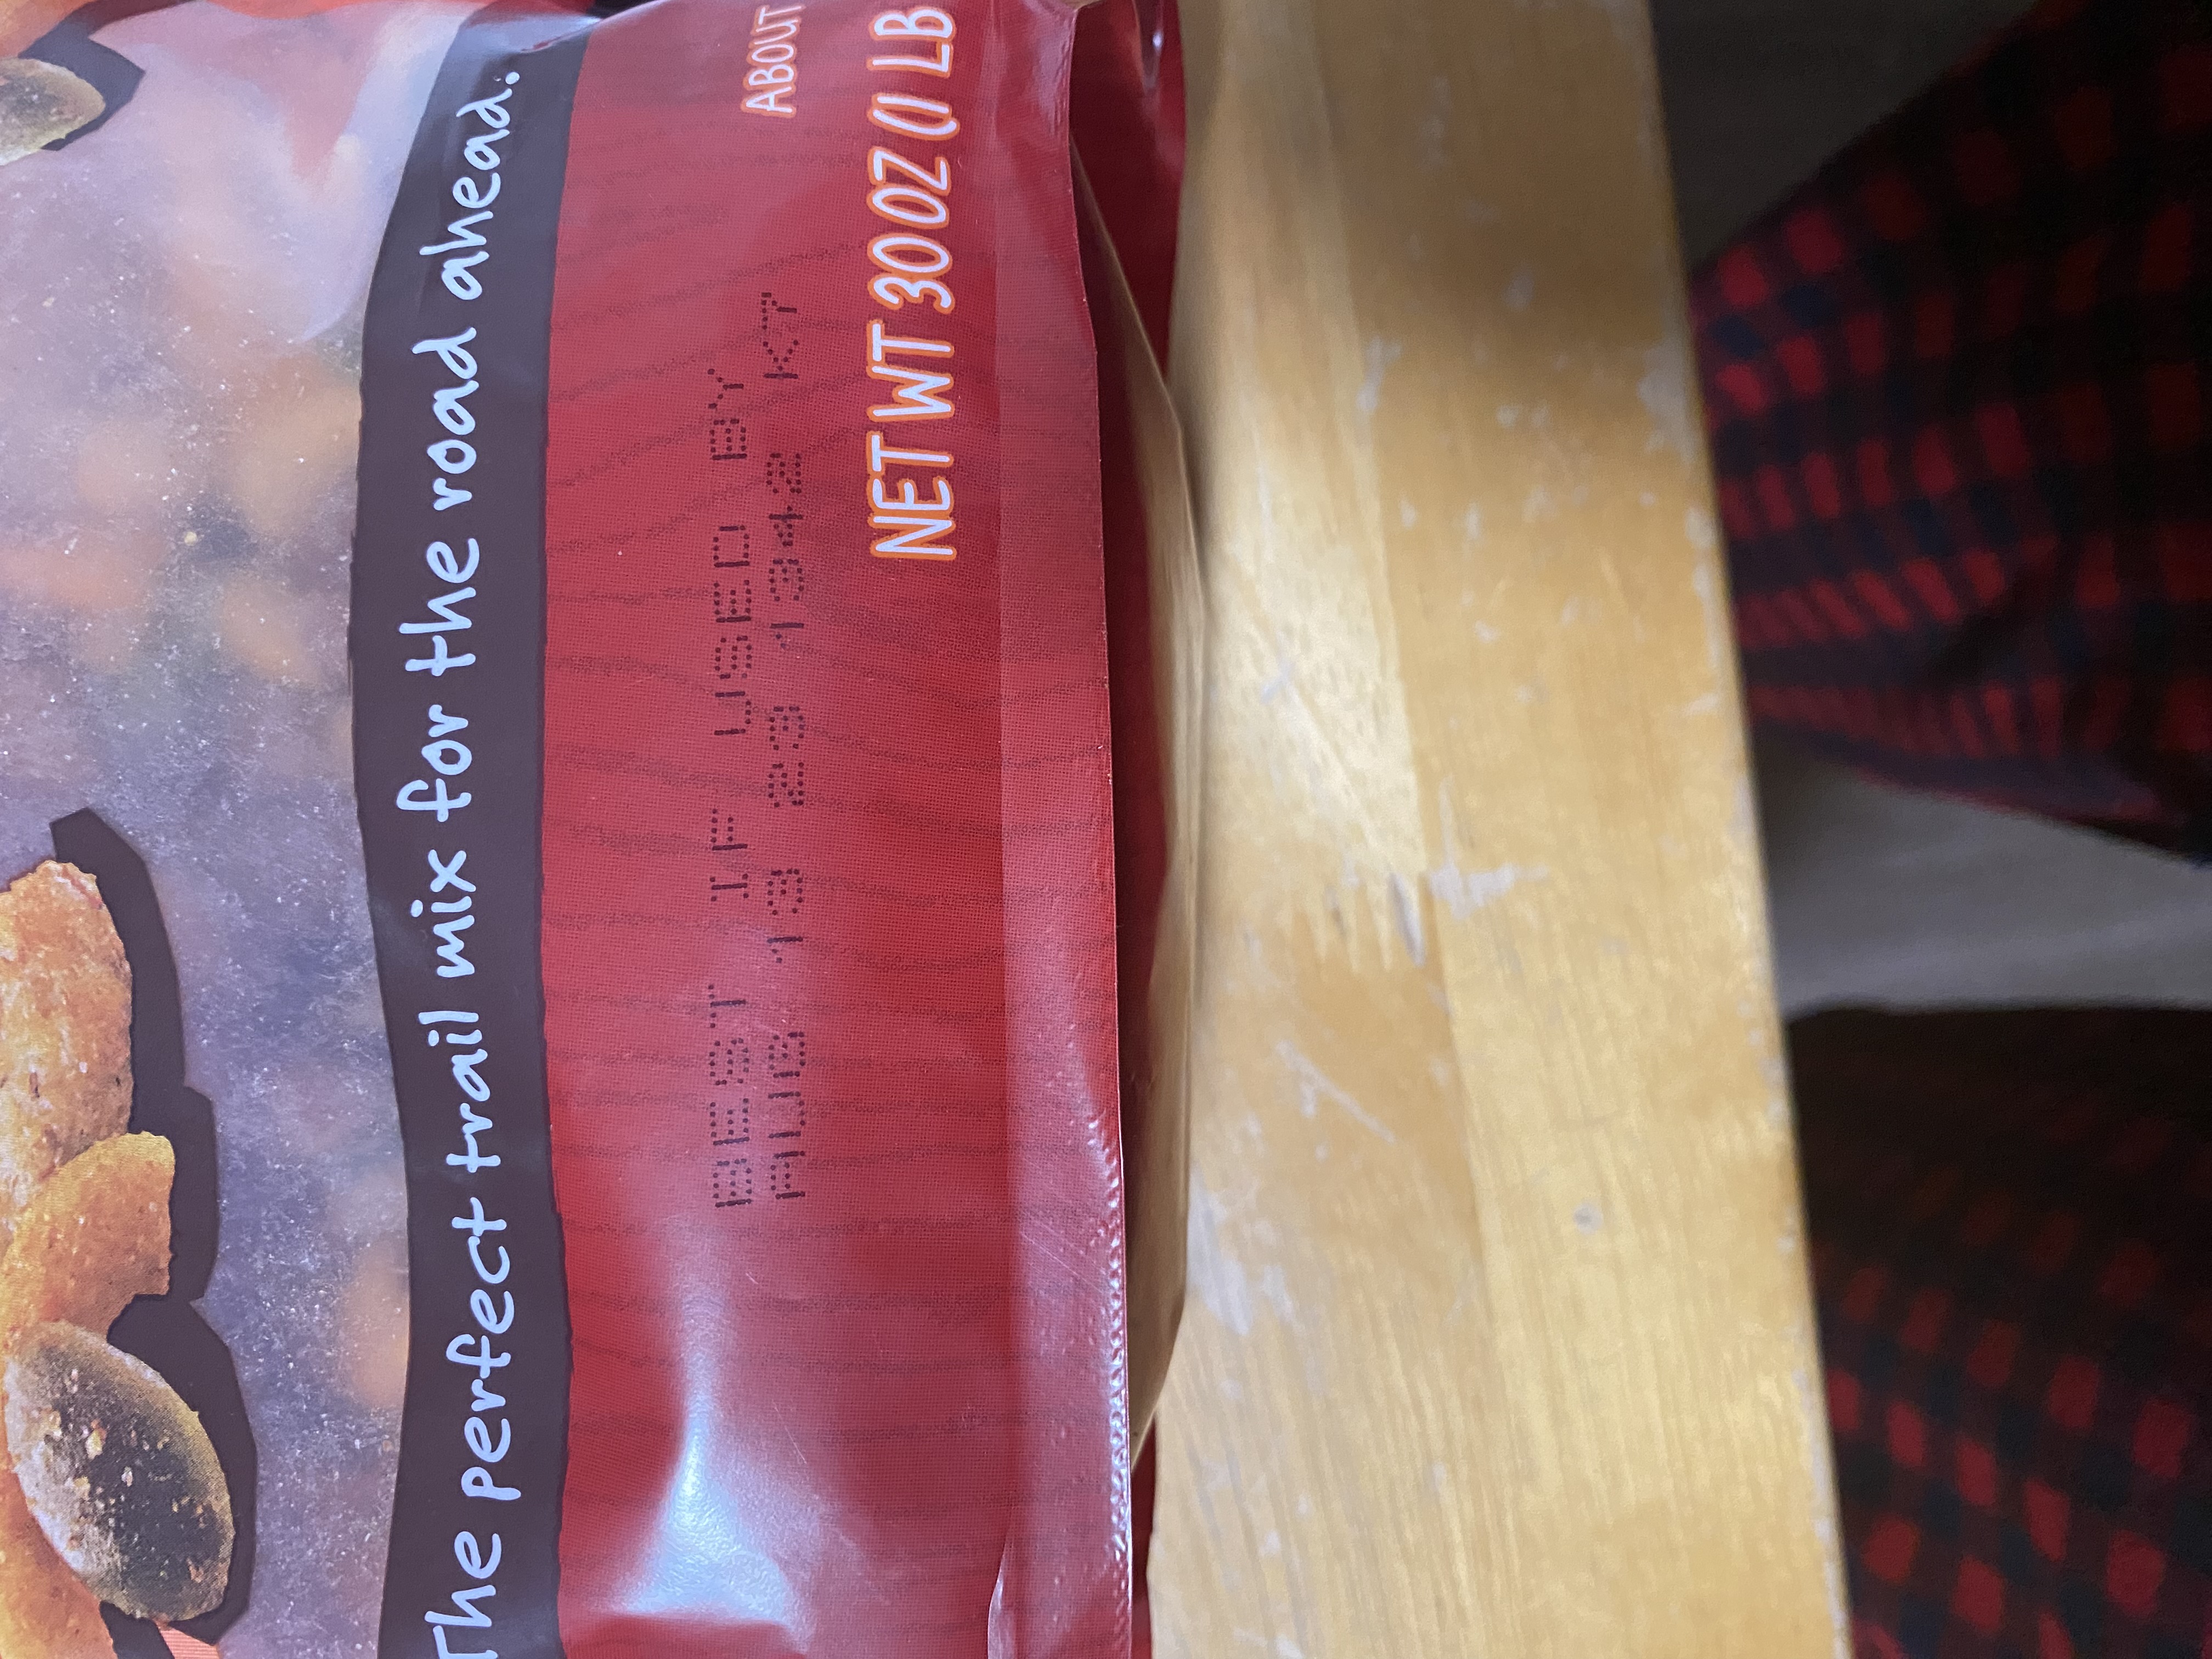 The perfect trail mix for the road ahead.
BEST IF USED BY
AUG 13 23 1342 K7
ABOUT
NET WT 30 OZ (1 LB